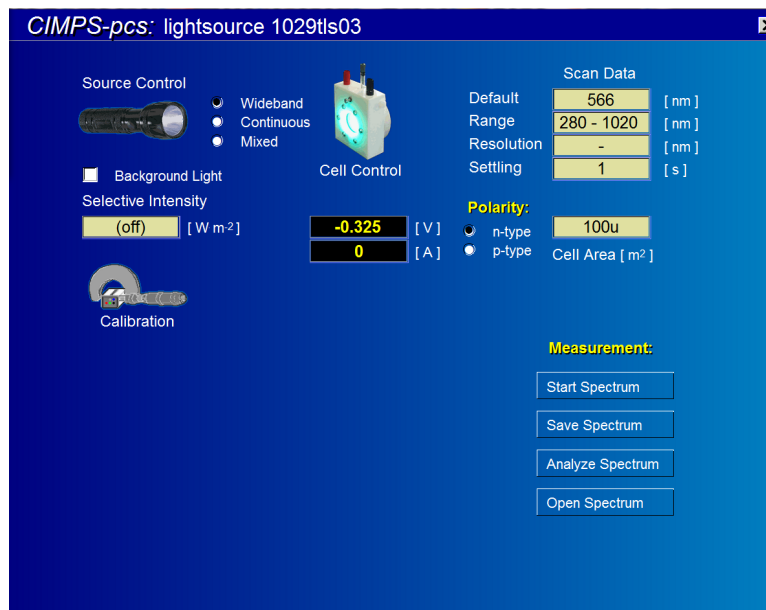 CIMPS-pcs: lightsource 1029tls03
Source Control
Wideband
Continuous
Mixed
Background Light
Selective Intensity
(off) [ W m-2 ]
Calibration
Cell Control
-0.325 [ V ]
0 [ A ]
Scan Data
Default 566 [ nm ]
Range 280 - 1020 [ nm ]
Resolution - [ nm ]
Settling 1 [ s ]
Polarity:
n-type
p-type
100u
Cell Area [ m2 ]
Measurement:
Start Spectrum
Save Spectrum
Analyze Spectrum
Open Spectrum